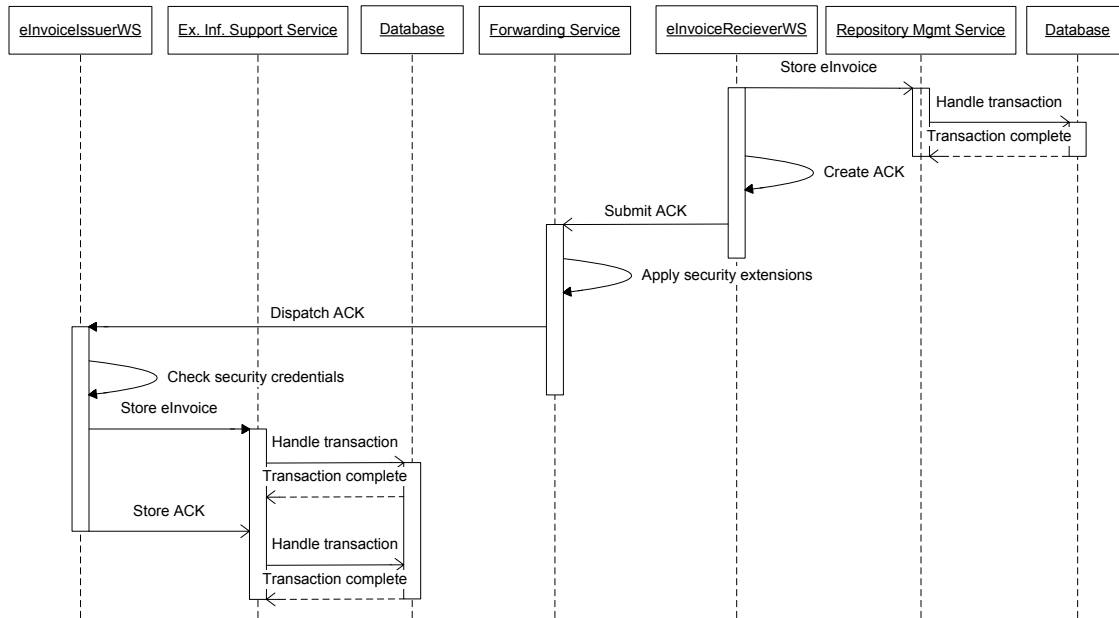 eInvoiceIssuerWS
Ex. Inf. Support Service
Database
Forwarding Service
eInvoiceRecieverWS
Repository Mgmt Service
Database
Store eInvoice
Handle transaction
Transaction complete
Create ACK
Submit ACK
Apply security extensions
Dispatch ACK
Check security credentials
Store eInvoice
Handle transaction
Transaction complete
Store ACK
Handle transaction
Transaction complete